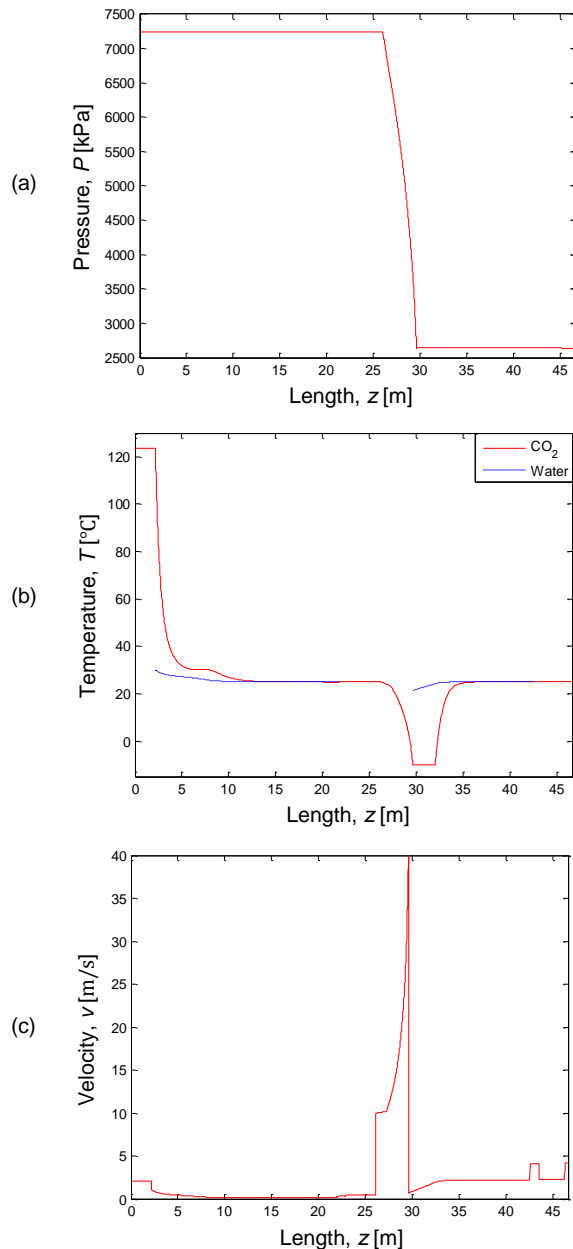 (a)
Pressure, P [kPa]
7500
7000
6500
6000
5500
5000
4500
4000
3500
3000
2500
0 5 10 15 20 25 30 35 40 45
Length, z [m]
(b)
Temperature, T [°C]
120
100
80
60
40
20
0
CO2
Water
0 5 10 15 20 25 30 35 40 45
Length, z [m]
(c)
Velocity, v [m/s]
40
35
30
25
20
15
10
5
0
0 5 10 15 20 25 30 35 40 45
Length, z [m]